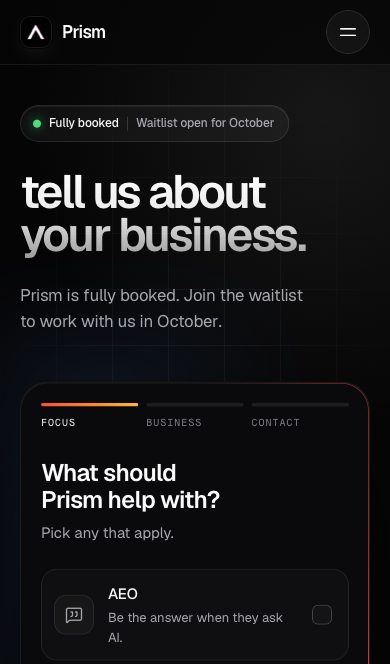 Prism
Fully booked | Waitlist open for October
tell us about
your business.
Prism is fully booked. Join the waitlist
to work with us in October.
FOCUS BUSINESS CONTACT
What should
Prism help with?
Pick any that apply.
AEO
Be the answer when they ask
AI.